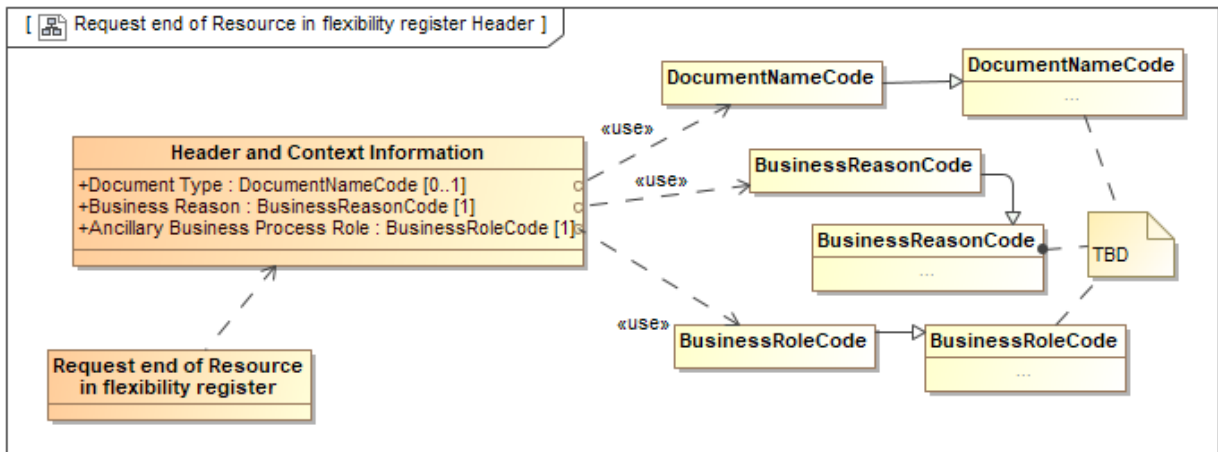 [ Request end of Resource in flexibility register Header ]
DocumentNameCode
DocumentNameCode
...
«use»
Header and Context Information
+Document Type : DocumentNameCode [0..1]
+Business Reason : BusinessReasonCode [1]
+Ancillary Business Process Role : BusinessRoleCode [1]
«use»
BusinessReasonCode
BusinessReasonCode
...
TBD
«use»
BusinessRoleCode
BusinessRoleCode
...
Request end of Resource
in flexibility register